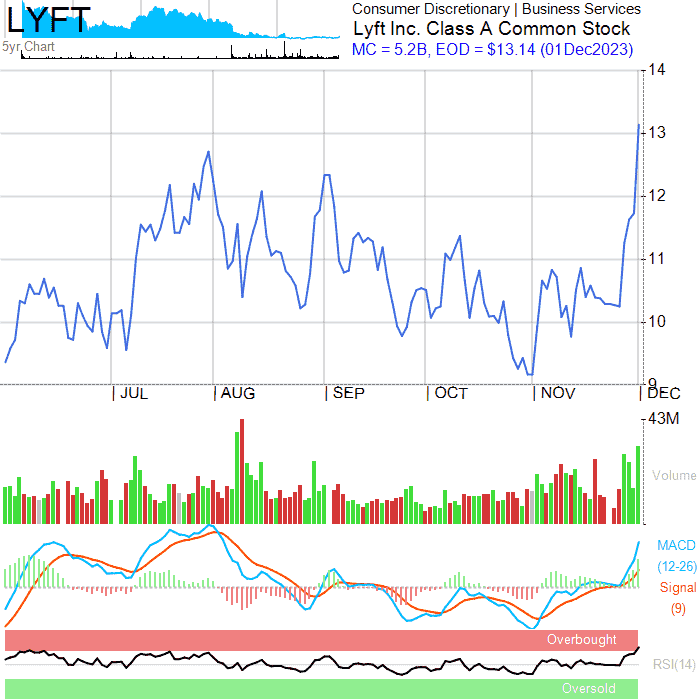 LYFT
5yr Chart
Consumer Discretionary | Business Services
Lyft Inc. Class A Common Stock
MC = 5.2B, EOD = $13.14 (01Dec2023)
14
13
12
11
10
9
JUL AUG SEP OCT NOV DEC
43M
Volume
MACD
(12-26)
Signal
(9)
Overbought
RSI(14)
Oversold